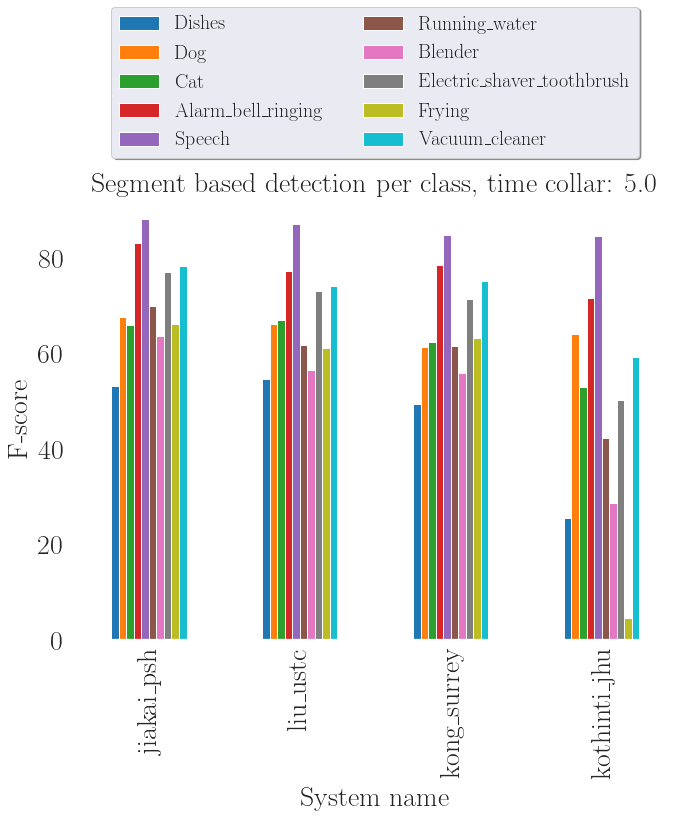 Dishes
Dog
Cat
Alarm_bell_ringing
Speech
Running_water
Blender
Electric_shaver_toothbrush
Frying
Vacuum_cleaner
Segment based detection per class, time collar: 5.0
F-score
80
60
40
20
0
jiakai_psh
liu_ustc
kong_surrey
kothinti_jhu
System name